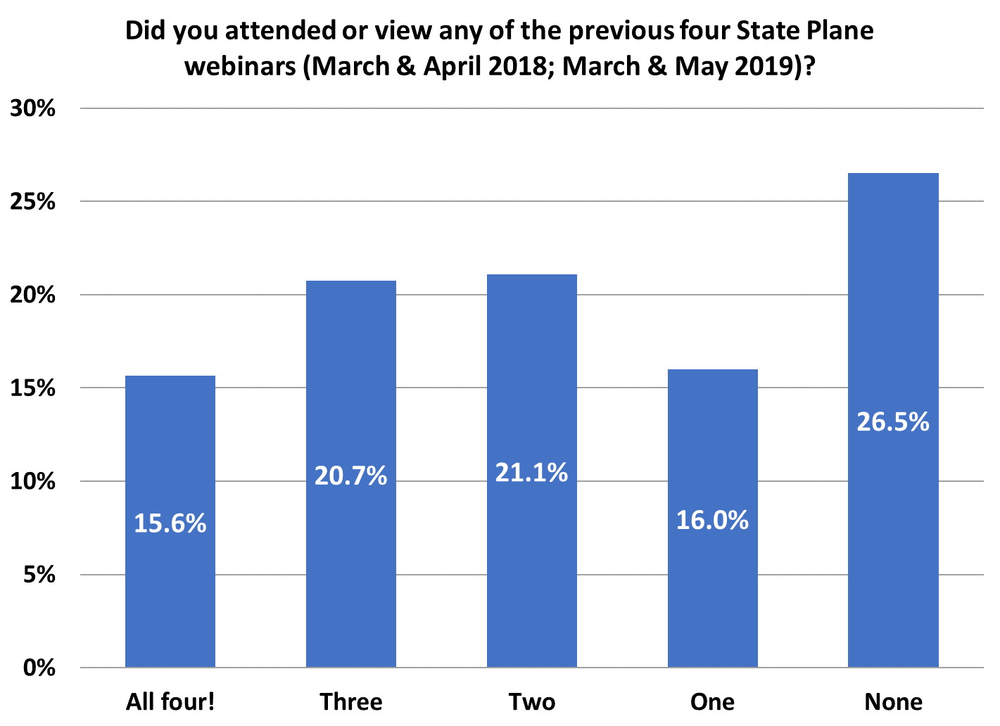 Did you attended or view any of the previous four State Plane
webinars (March & April 2018; March & May 2019)?
30%
25%
20%
15%
10%
5%
0%
15.6%
20.7%
21.1%
16.0%
26.5%
All four!
Three
Two
One
None